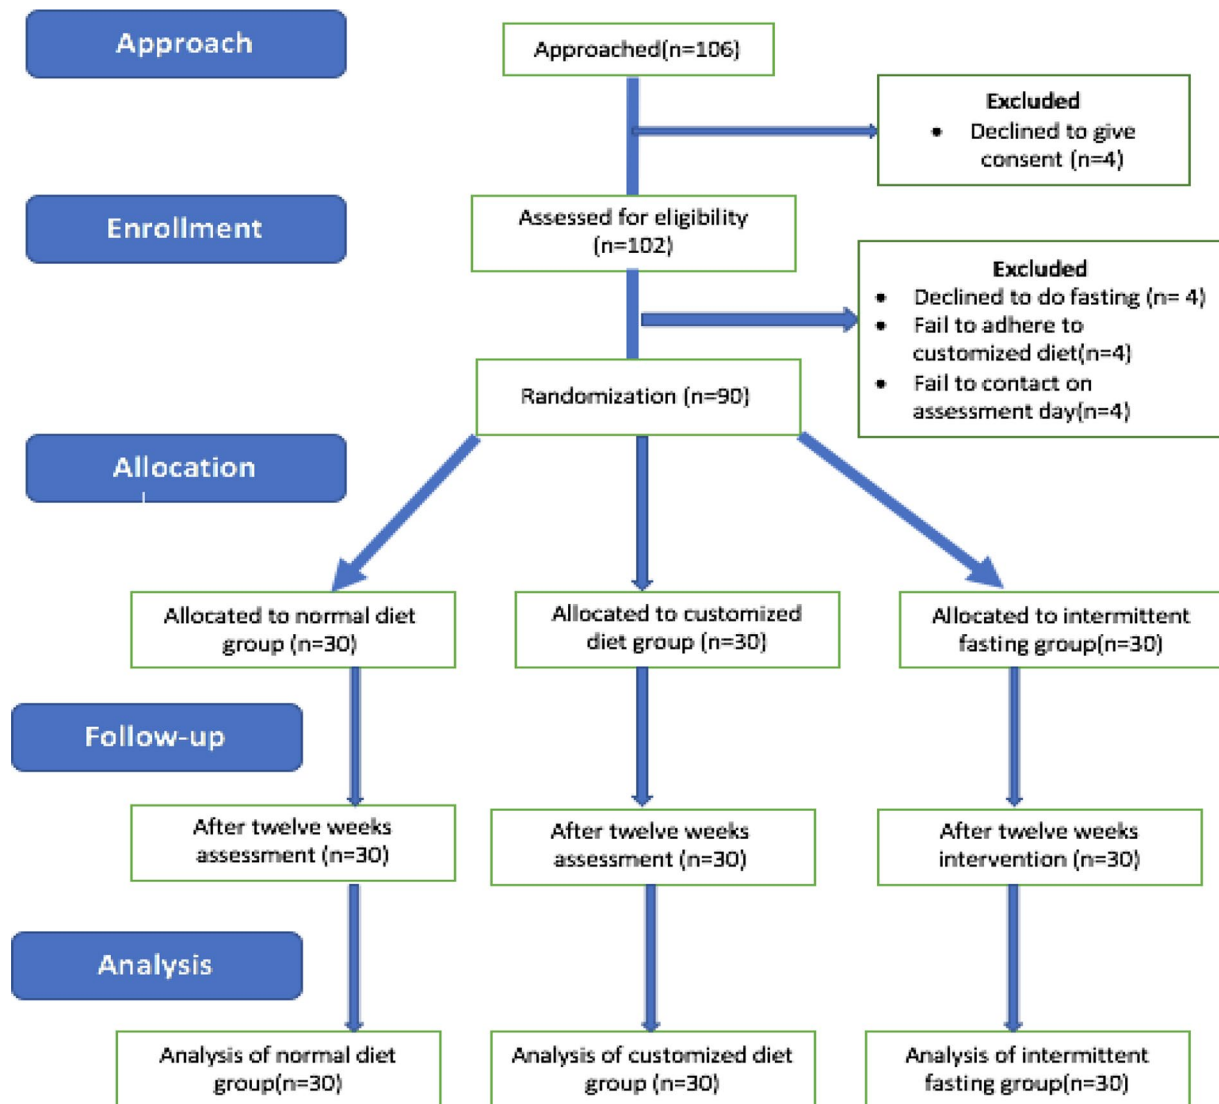 Approach
Approached(n=106)
Excluded
• Declined to give
consent (n=4)
Enrollment
Assessed for eligibility
(n=102)
Excluded
• Declined to do fasting (n= 4)
• Fail to adhere to
customized diet(n=4)
• Fail to contact on
assessment day(n=4)
Randomization (n=90)
Allocation
Allocated to normal diet
group (n=30)
Allocated to customized
diet group (n=30)
Allocated to intermittent
fasting group(n=30)
Follow-up
After twelve weeks
assessment (n=30)
After twelve weeks
assessment (n=30)
After twelve weeks
intervention (n=30)
Analysis
Analysis of normal diet
group(n=30)
Analysis of customized diet
group (n=30)
Analysis of intermittent
fasting group(n=30)